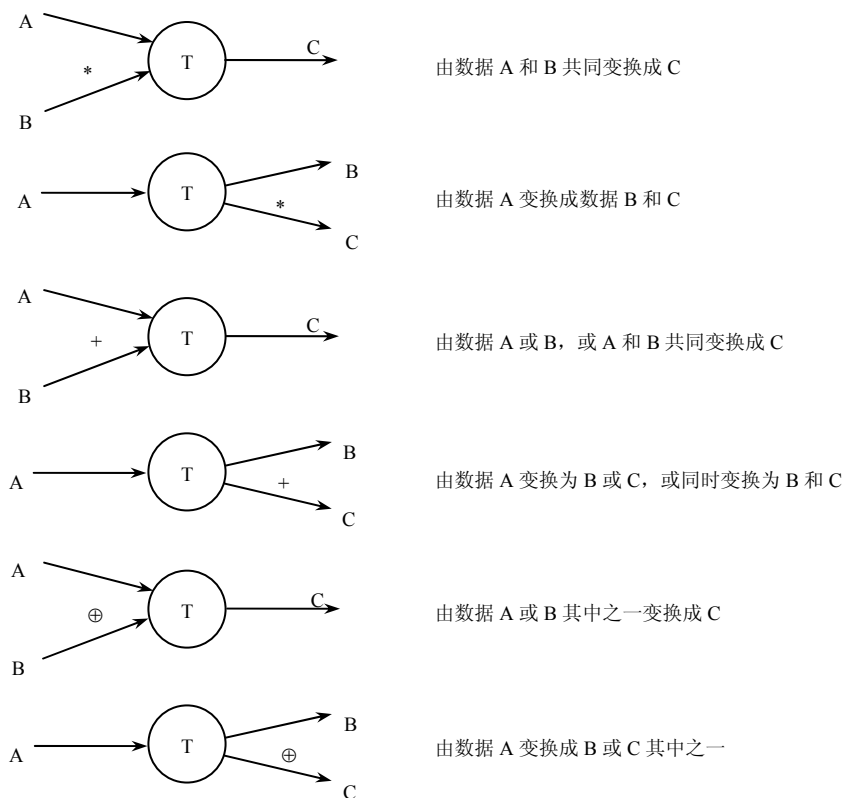 A
C
T
*
B
由数据 A 和 B 共同变换成 C
B
A
T
*
C
由数据 A 变换成数据 B 和 C
A
C
T
+
B
由数据 A 或 B，或 A 和 B 共同变换成 C
B
A
T
+
C
由数据 A 变换为 B 或 C，或同时变换为 B 和 C
A
C
T
⊕
B
由数据 A 或 B 其中之一变换成 C
B
A
T
⊕
C
由数据 A 变换成 B 或 C 其中之一